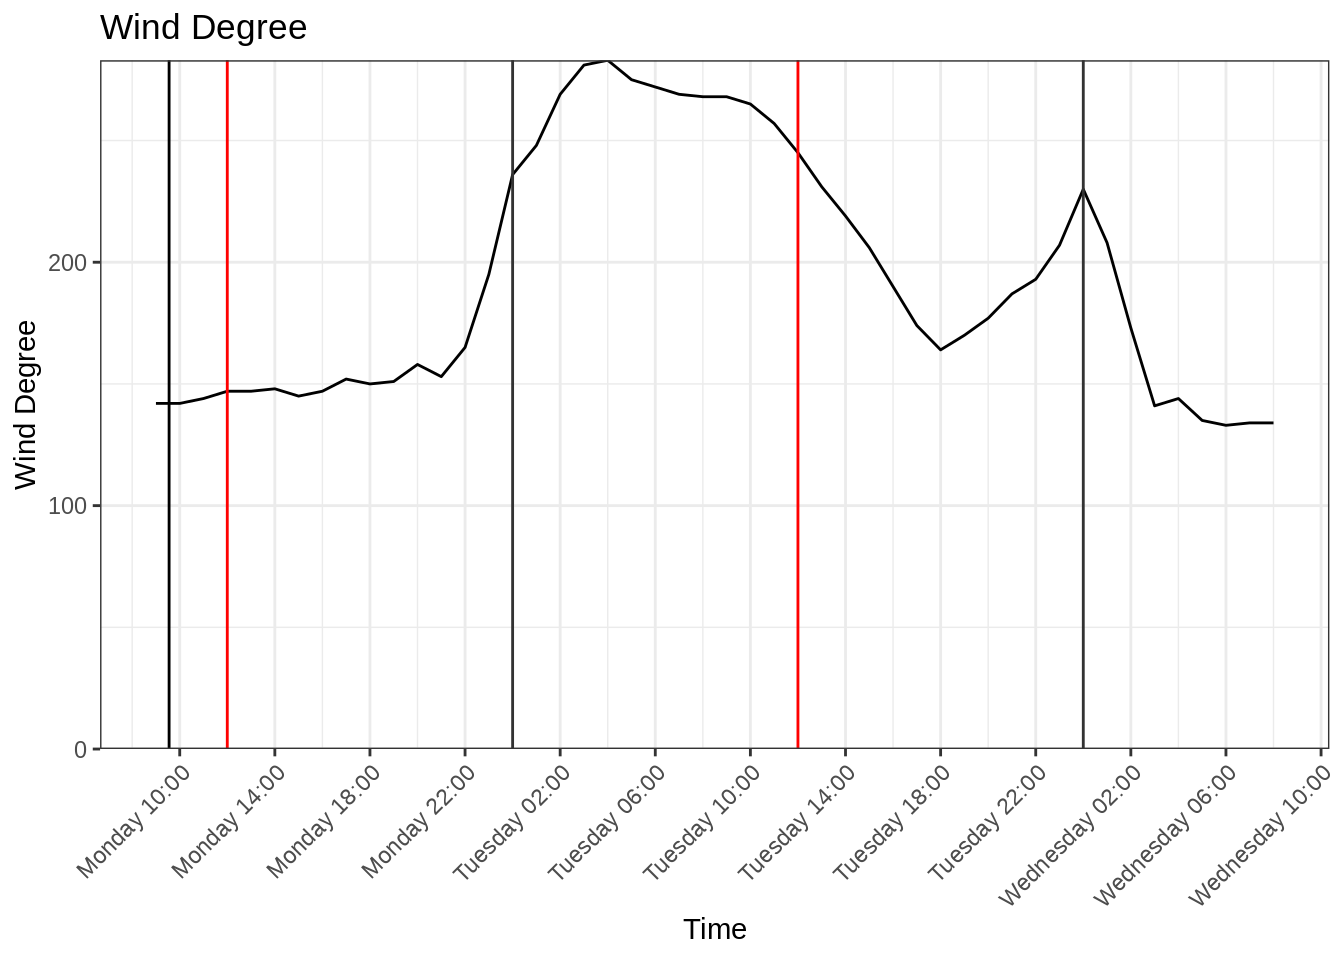 Wind Degree
Wind Degree
200
100
0
Monday 10:00
Monday 14:00
Monday 18:00
Monday 22:00
Tuesday 02:00
Tuesday 06:00
Tuesday 10:00
Tuesday 14:00
Tuesday 18:00
Tuesday 22:00
Wednesday 02:00
Wednesday 06:00
Wednesday 10:00
Time